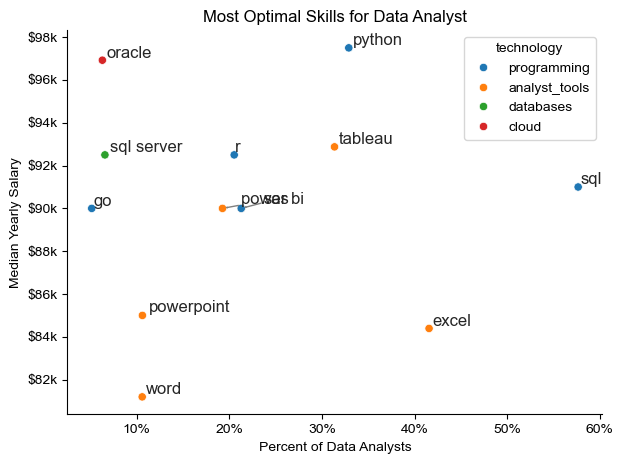 Most Optimal Skills for Data Analyst
$98k
$96k
$94k
$92k
$90k
$88k
$86k
$84k
$82k
Median Yearly Salary
oracle
python
technology
programming
analyst_tools
databases
cloud
sql server
r
tableau
sql
go
power bi
sas
powerpoint
excel
word
10%
20%
30%
40%
50%
60%
Percent of Data Analysts